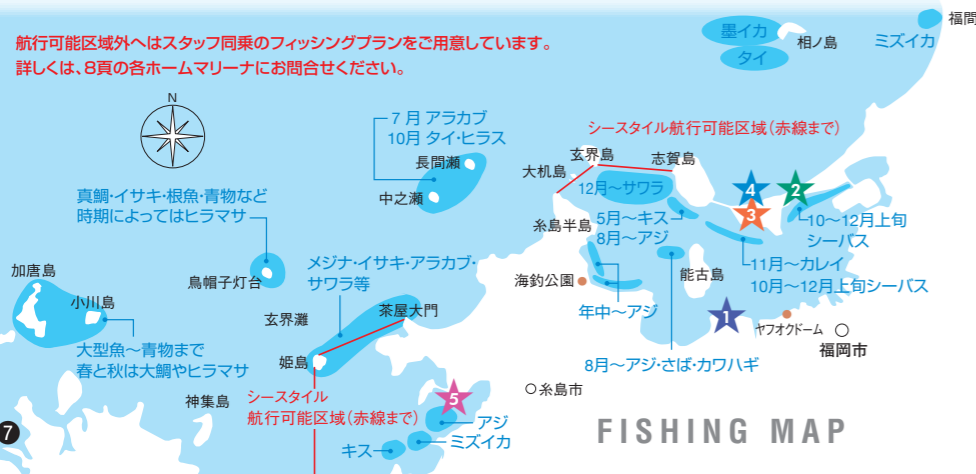 航行可能区域外へはスタッフ同乗のフィッシングプランをご用意しています。
詳しくは、8頁の各ホームマリーナにお問合せください。
福間
ミズイカ
墨イカ
タイ
相ノ島
N
7月 アラカブ
10月 タイ・ヒラス
長間瀬
中之瀬
シースタイル航行可能区域(赤線まで)
玄界島
志賀島
大机島
12月～サワラ
4
2
3
5月～キス
8月～アジ
10～12月上旬
シーバス
真鯛・イサキ・根魚・青物など
時期によってはヒラマサ
糸島半島
11月～カレイ
10月～12月上旬シーバス
加唐島
小川島
烏帽子灯台
メジナ・イサキ・アラカブ・
サワラ等
海釣公園
能古島
玄界灘
茶屋大門
年中～アジ
1
ヤフオクドーム
福岡市
大型魚～青物まで
春と秋は大鯛やヒラマサ
姫島
8月～アジ・さば・カワハギ
神集島
シースタイル
航行可能区域(赤線まで)
5
糸島市
アジ
ミズイカ
キス
FISHING MAP
7